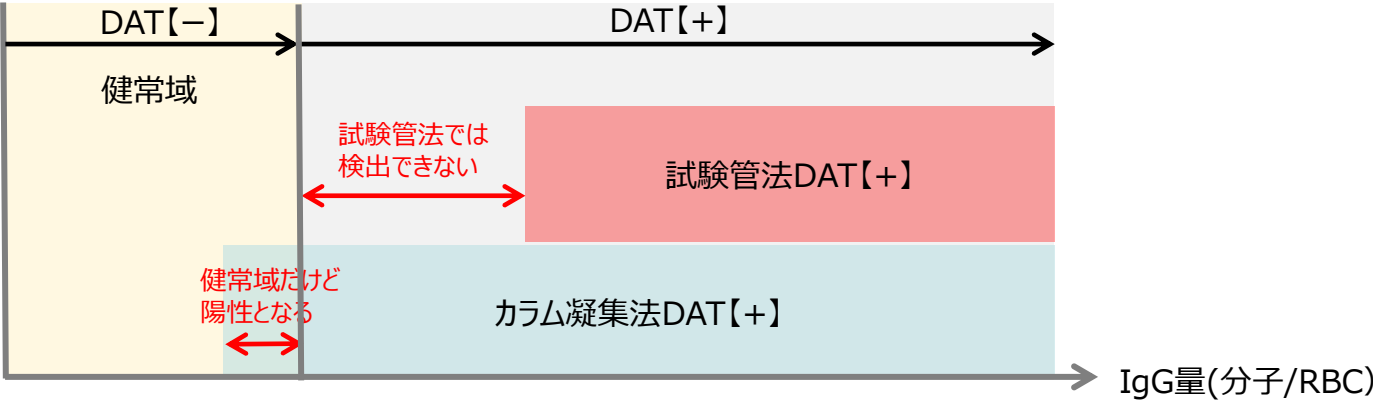 DAT【－】
DAT【+】
健常域
試験管法では
検出できない
試験管法DAT【+】
健常域だけど
陽性となる
カラム凝集法DAT【+】
IgG量(分子/RBC）